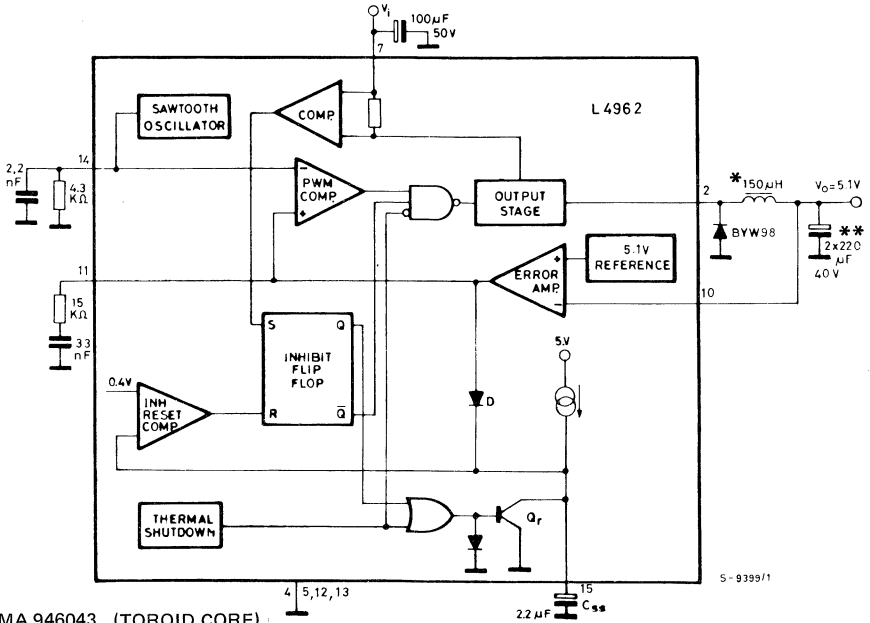 Vi
100µF
50V
7
SAWTOOTH
OSCILLATOR
COMP.
L4962
14
2,2
nF
4.3
KΩ
PWM
COMP.
-
+
OUTPUT
STAGE
2
* 150µH
Vo=5.1V
BYW98
**
2x220
µF
40V
5.1V
REFERENCE
11
ERROR
AMP.
+
-
10
15
KΩ
33
nF
S
Q
INHIBIT
FLIP
FLOP
R
Q̅
5.V
0.4V
INH
RESET
COMP.
D
THERMAL
SHUTDOWN
Qr
4
5,12,13
15
2.2µF
Css
S-9399/1
MA 946043 (TOROID CORE)